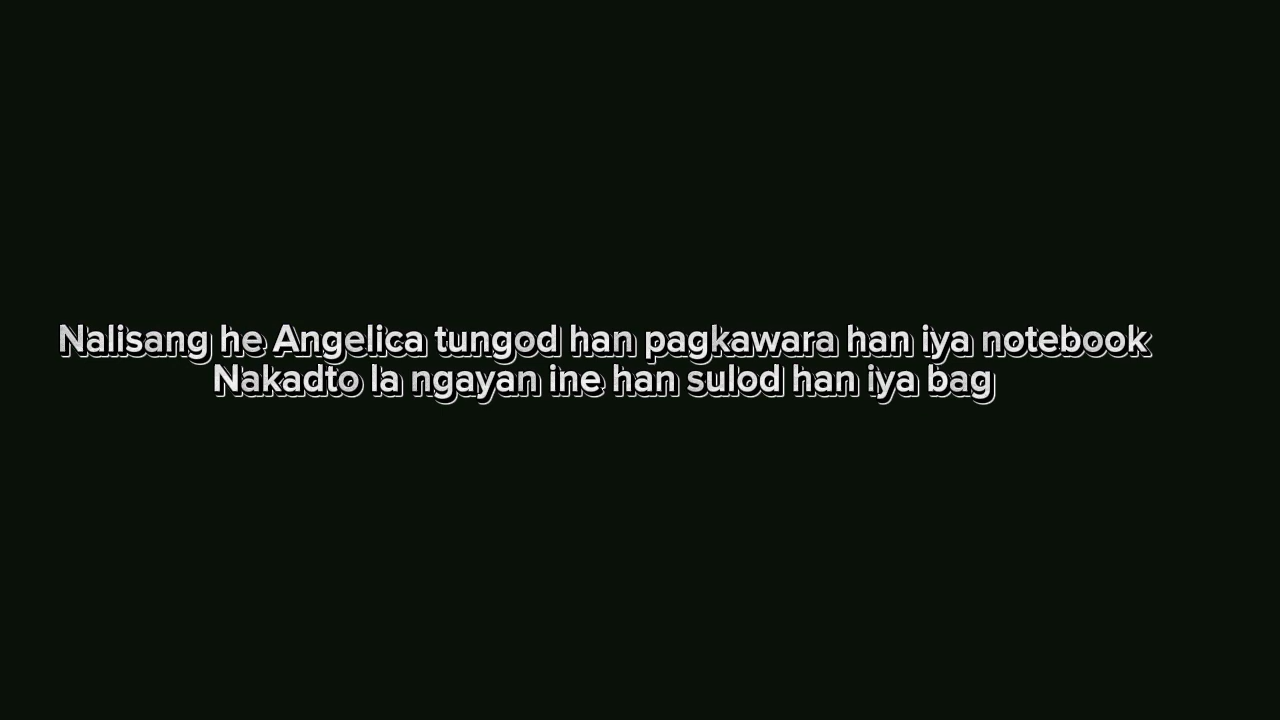 Nalisang he Angelica tungod han pagkawara han iya notebook
Nakadto la ngayan ine han sulod han iya bag